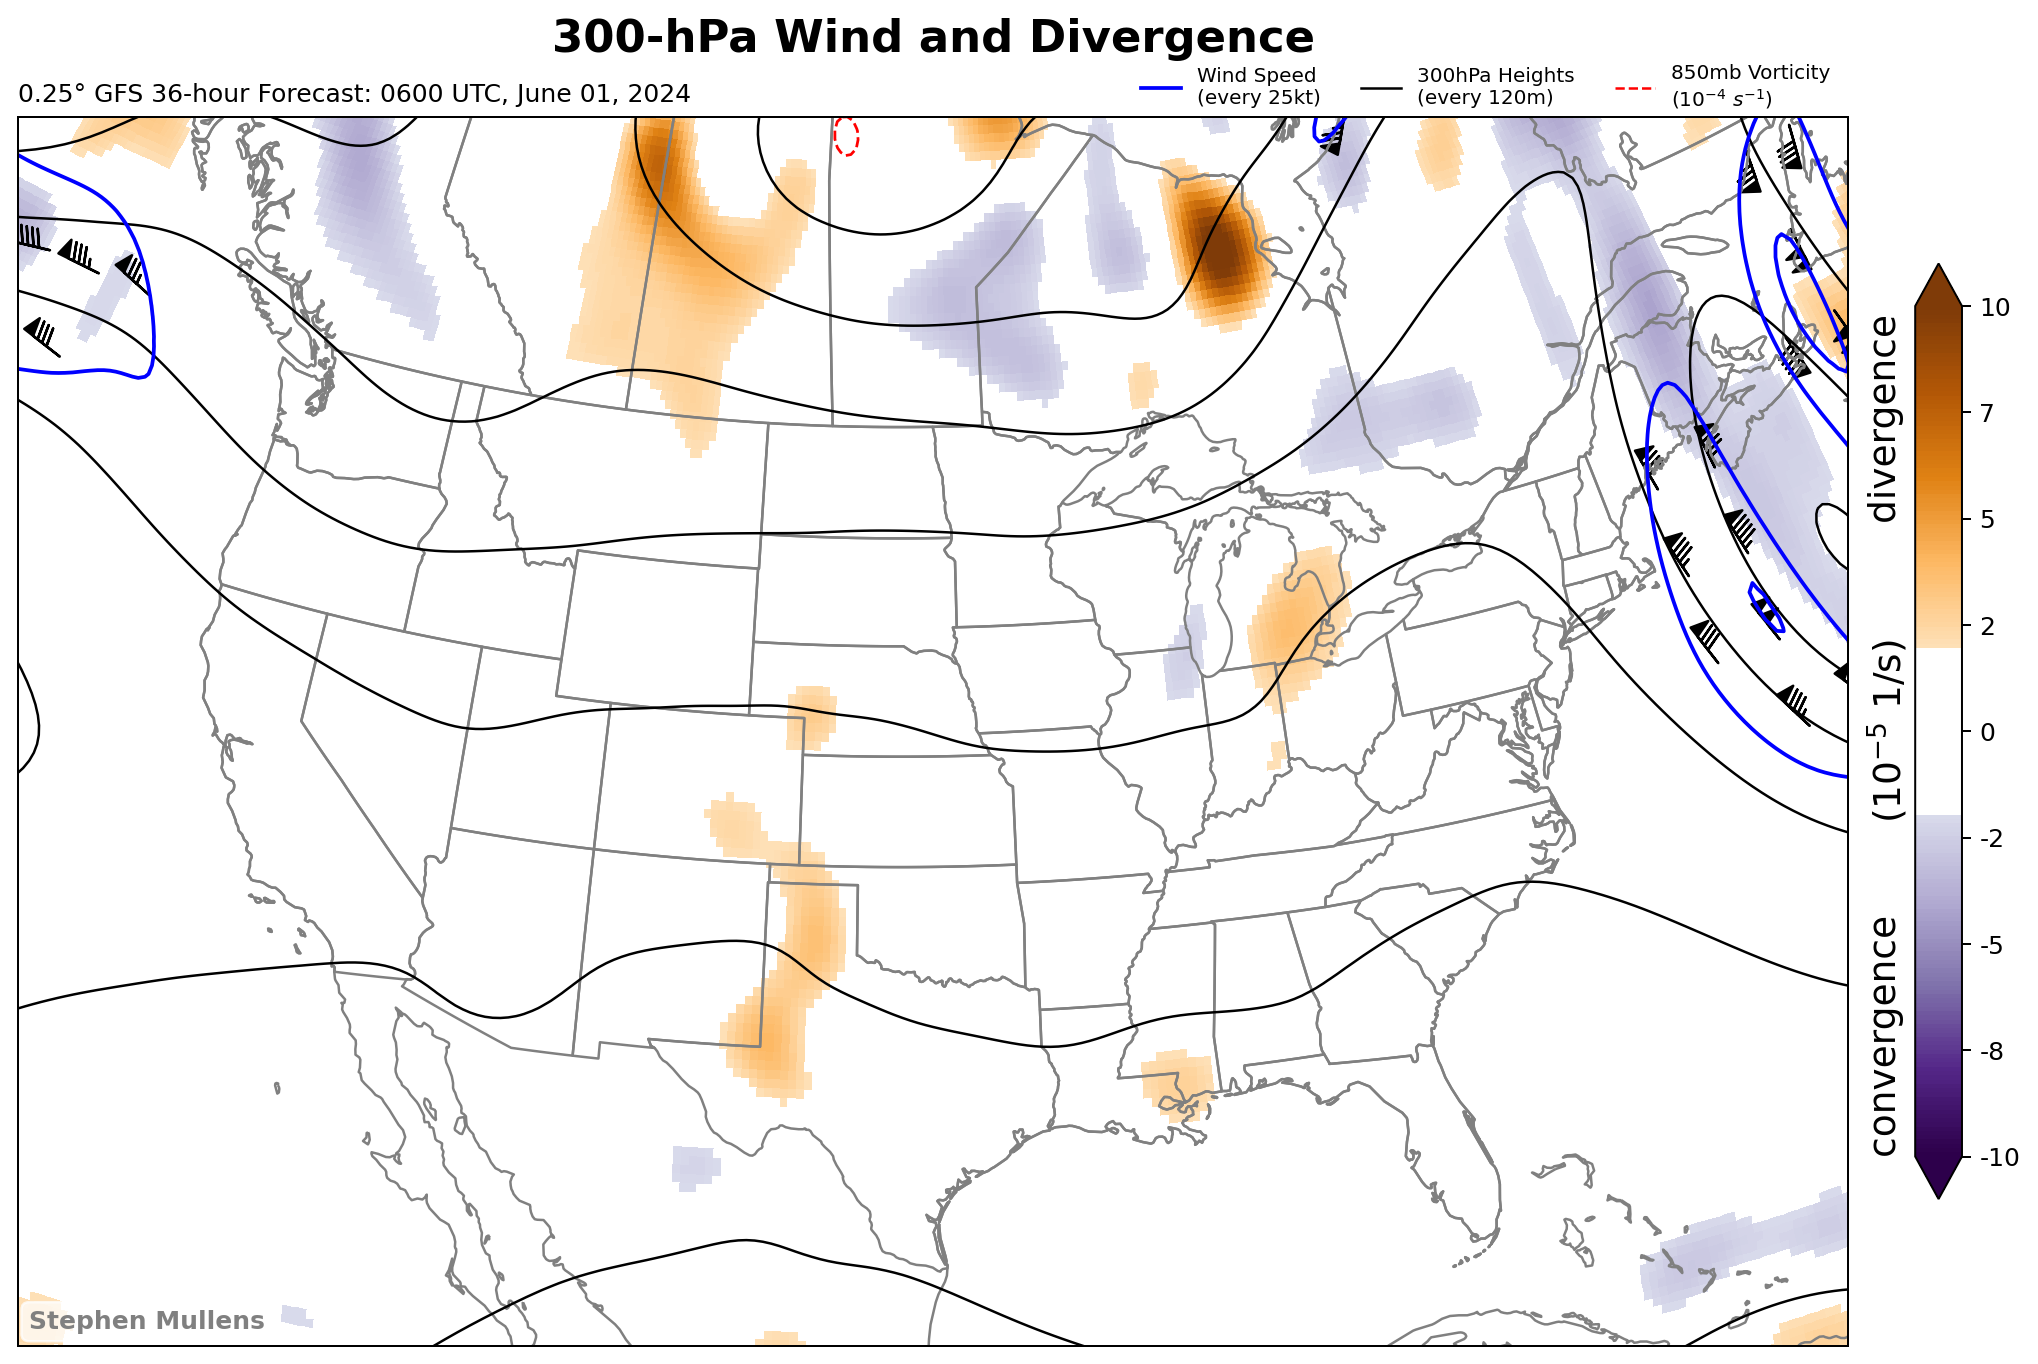 300-hPa Wind and Divergence
0.25° GFS 36-hour Forecast: 0600 UTC, June 01, 2024
Wind Speed
(every 25kt)
300hPa Heights
(every 120m)
850mb Vorticity
(10⁻⁴ s⁻¹)
10
7
5
2
0
-2
-5
-8
-10
convergence (10⁻⁵ 1/s) divergence
Stephen Mullens